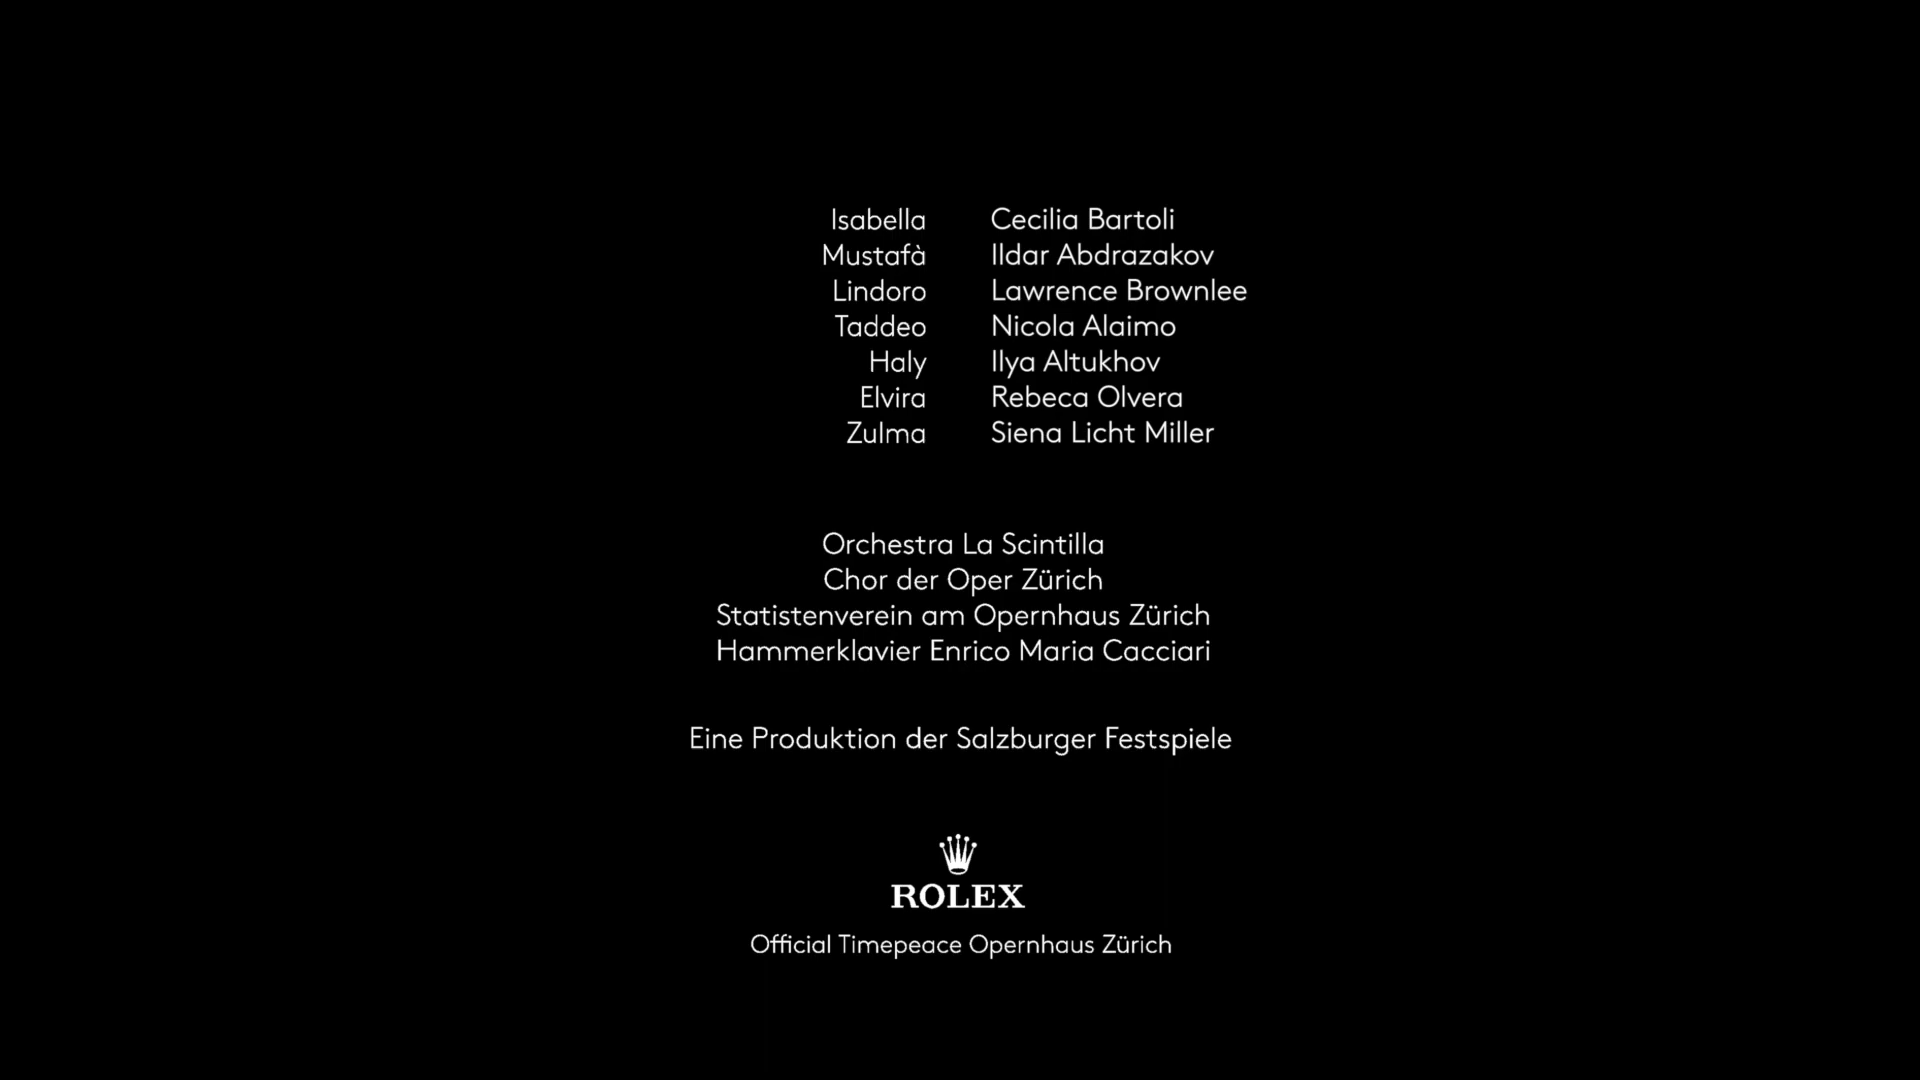 Isabella Cecilia Bartoli
Mustafà Ildar Abdrazakov
Lindoro Lawrence Brownlee
Taddeo Nicola Alaimo
Haly Ilya Altukhov
Elvira Rebeca Olvera
Zulma Siena Licht Miller
Orchestra La Scintilla
Chor der Oper Zürich
Statistenverein am Opernhaus Zürich
Hammerklavier Enrico Maria Cacciari
Eine Produktion der Salzburger Festspiele
ROLEX
Official Timepeace Opernhaus Zürich